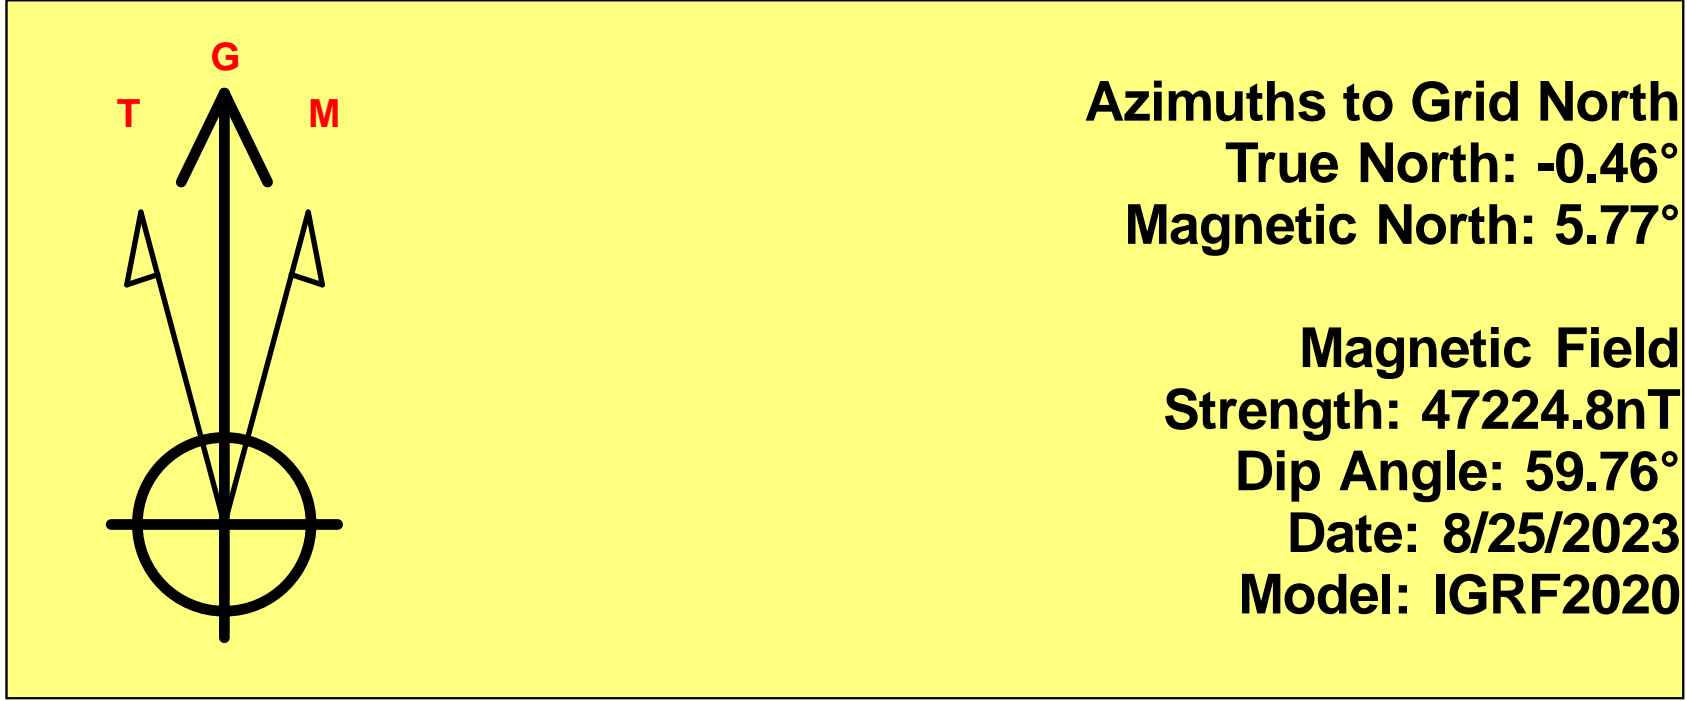 G
T M
Azimuths to Grid North
True North: -0.46°
Magnetic North: 5.77°
Magnetic Field
Strength: 47224.8nT
Dip Angle: 59.76°
Date: 8/25/2023
Model: IGRF2020